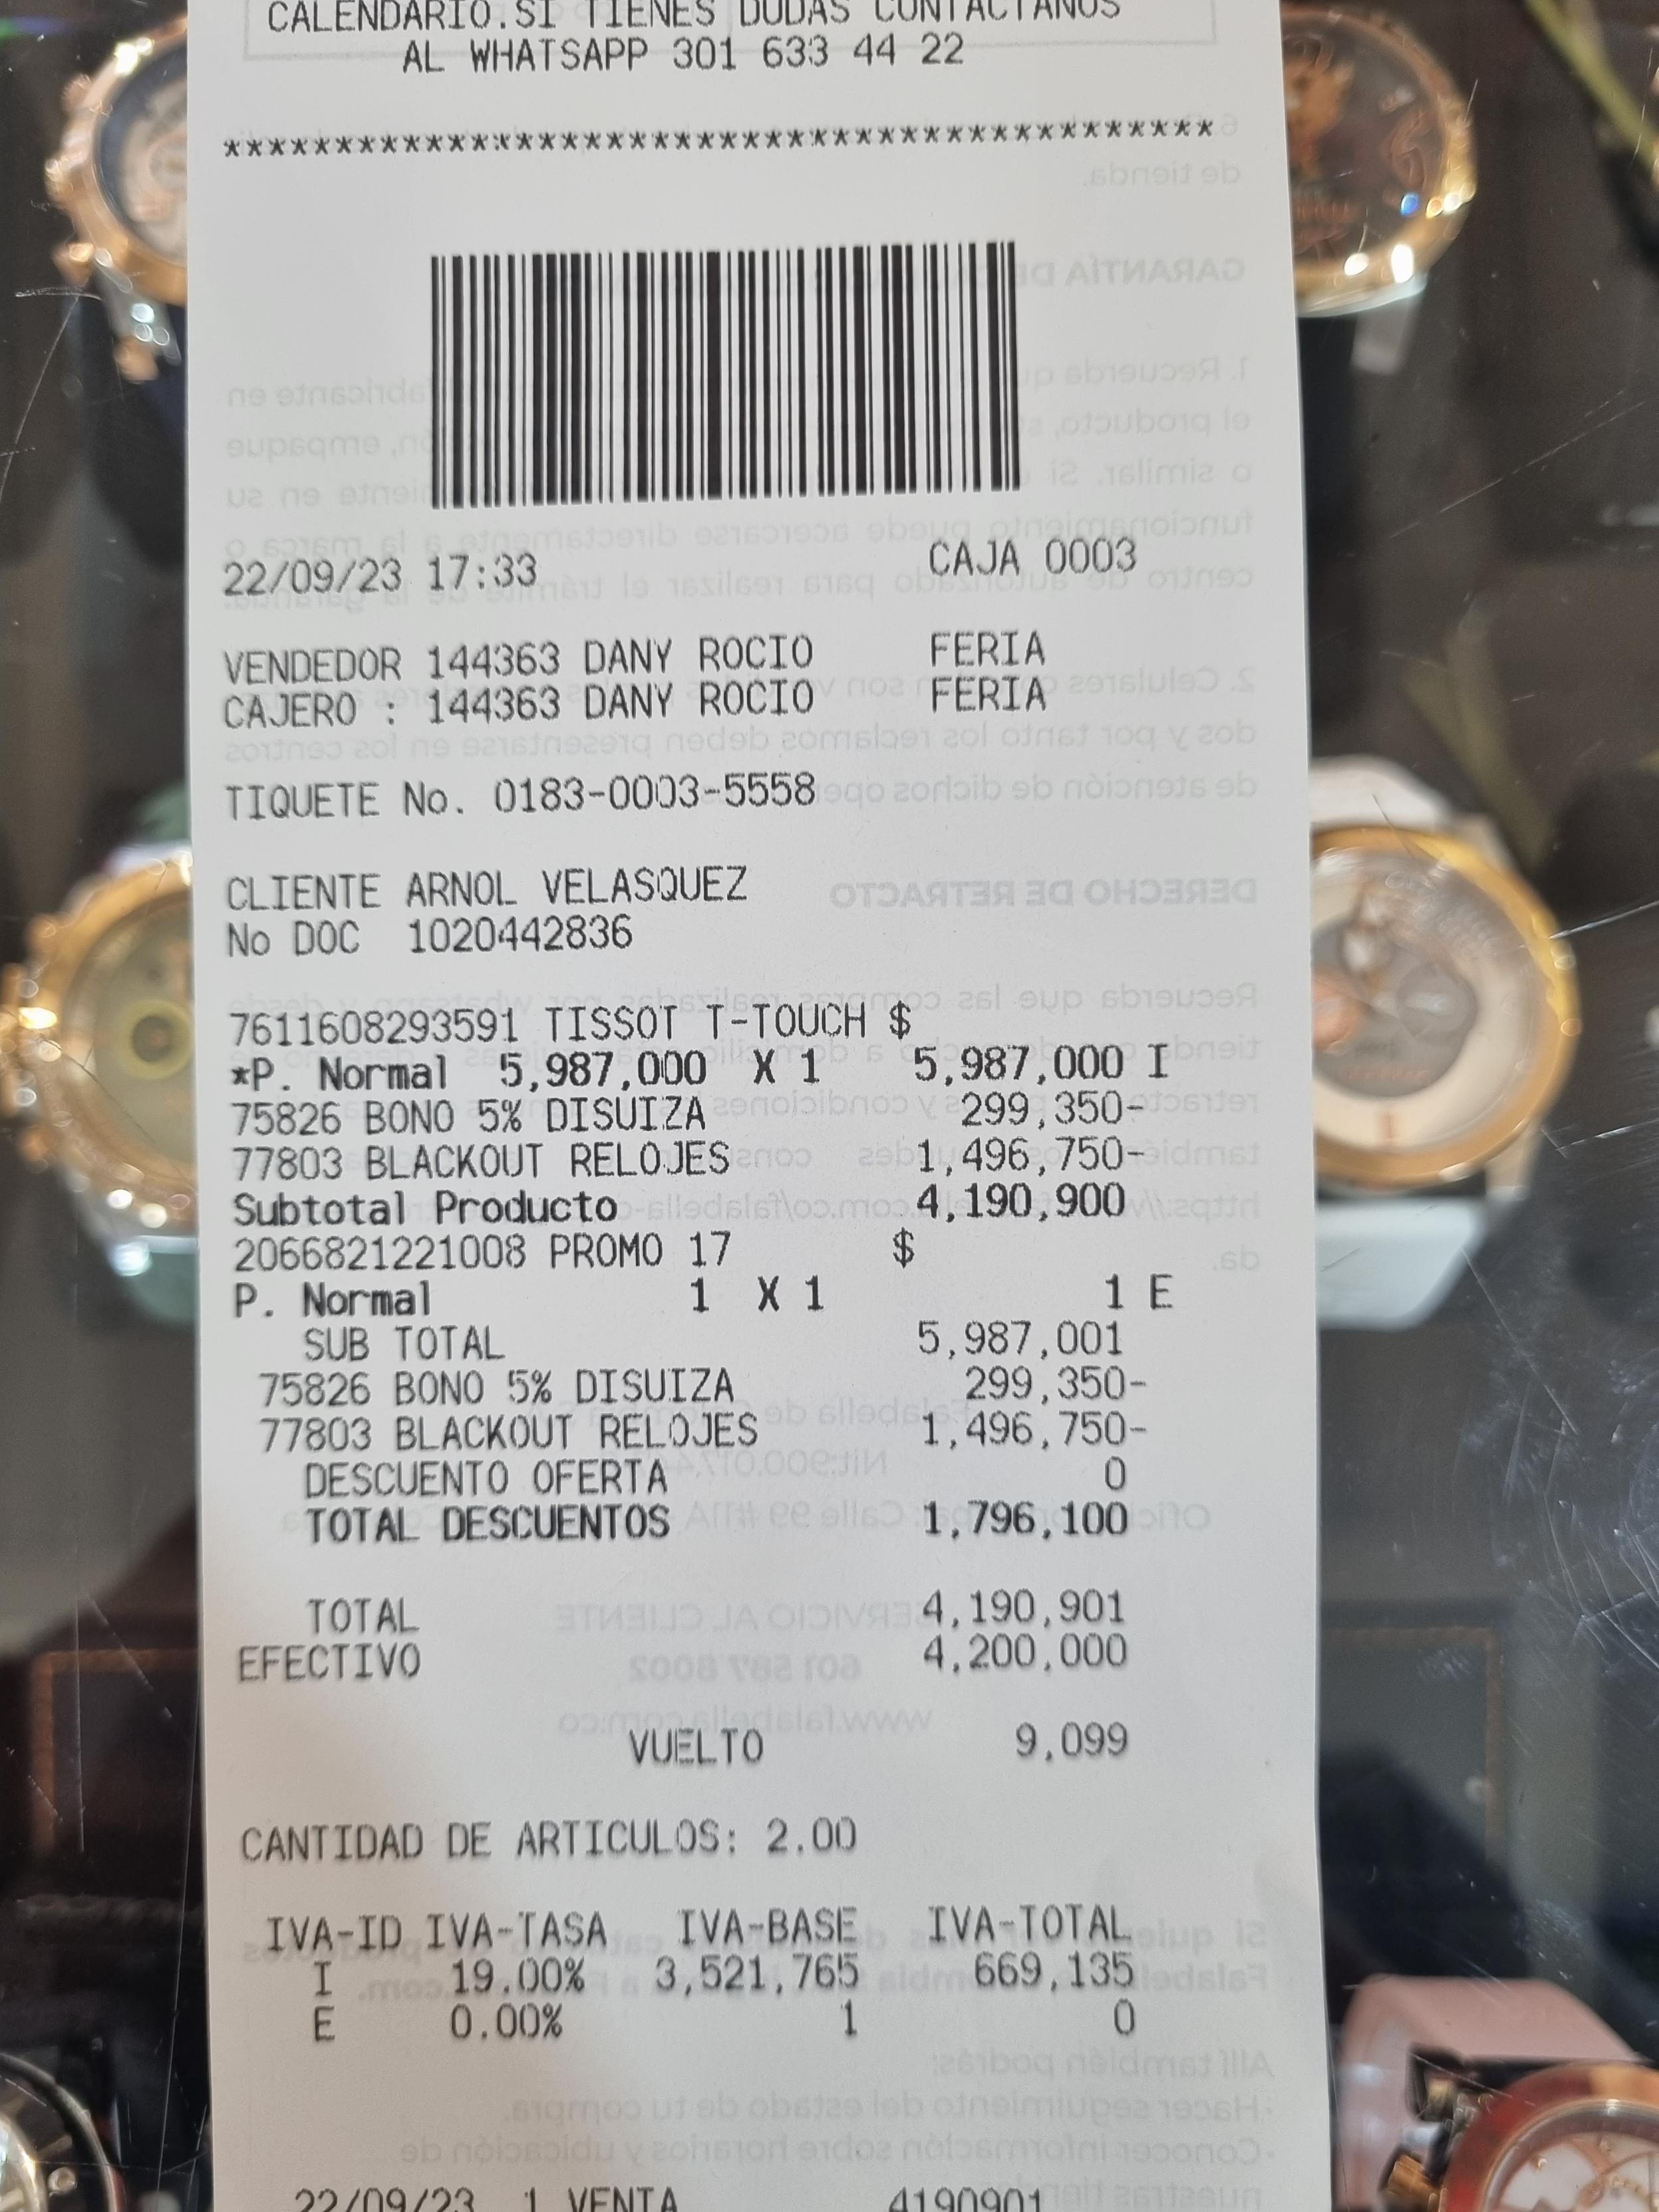 CALENDARIO.SI TIENES DUDAS CONTACTANOS
AL WHATSAPP 301 633 44 22
********************************************
22/09/23 17:33 CAJA 0003
VENDEDOR 144363 DANY ROCIO FERIA
CAJERO : 144363 DANY ROCIO FERIA
TIQUETE No. 0183-0003-5558
CLIENTE ARNOL VELASQUEZ
No DOC 1020442836
7611608293591 TISSOT T-TOUCH $
*P. Normal 5,987,000 X 1 5,987,000 I
75826 BONO 5% DISUIZA 299,350-
77803 BLACKOUT RELOJES 1,496,750-
Subtotal Producto 4,190,900
2066821221008 PROMO 17 $
P. Normal 1 X 1 1 E
SUB TOTAL 5,987,001
75826 BONO 5% DISUIZA 299,350-
77803 BLACKOUT RELOJES 1,496,750-
DESCUENTO OFERTA 0
TOTAL DESCUENTOS 1,796,100
TOTAL 4,190,901
EFECTIVO 4,200,000
VUELTO 9,099
CANTIDAD DE ARTICULOS: 2.00
IVA-ID IVA-TASA IVA-BASE IVA-TOTAL
I 19.00% 3,521,765 669,135
E 0.00% 1 0
22/09/23 1 VENTA 4190901